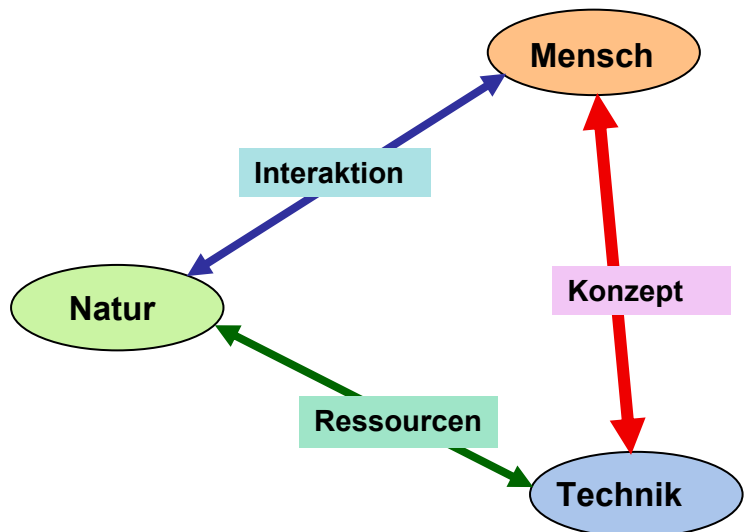 Mensch
Interaktion
Natur
Konzept
Ressourcen
Technik